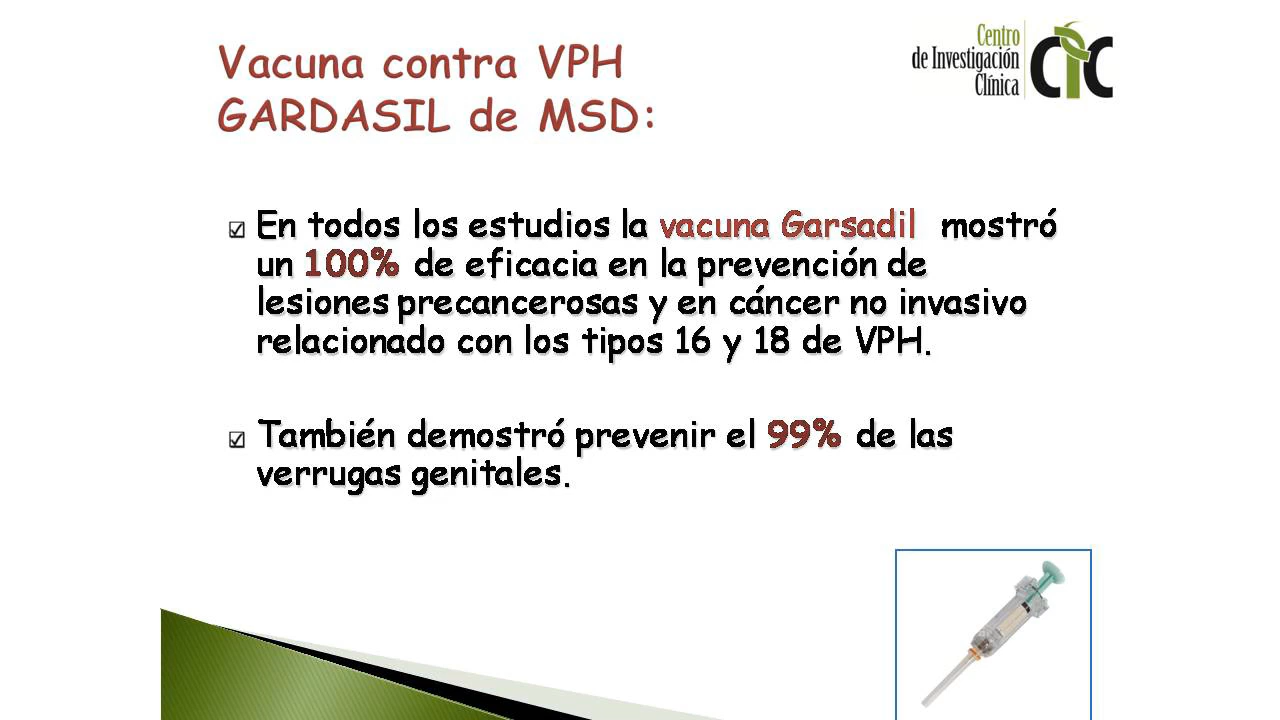 Vacuna contra VPH
GARDASIL de MSD:
Centro
de Investigación
Clínica
CIC
En todos los estudios la vacuna Garsadil mostró
un 100% de eficacia en la prevención de
lesiones precancerosas y en cáncer no invasivo
relacionado con los tipos 16 y 18 de VPH.
También demostró prevenir el 99% de las
verrugas genitales.